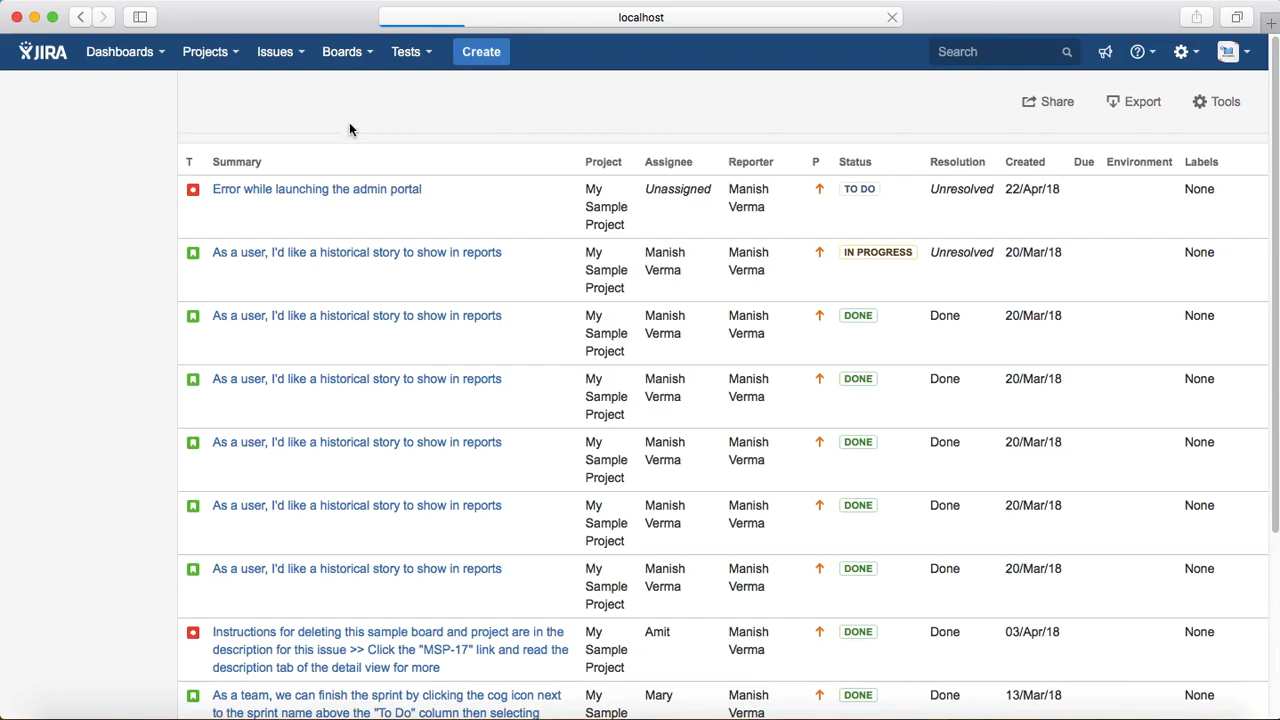 localhost
JIRA Dashboards Projects Issues Boards Tests Create Search
Share Export Tools
T Summary Project Assignee Reporter P Status Resolution Created Due Environment Labels
Error while launching the admin portal My Sample Project Unassigned Manish Verma TO DO Unresolved 22/Apr/18 None
As a user, I'd like a historical story to show in reports My Sample Project Manish Verma Manish Verma IN PROGRESS Unresolved 20/Mar/18 None
As a user, I'd like a historical story to show in reports My Sample Project Manish Verma Manish Verma DONE Done 20/Mar/18 None
As a user, I'd like a historical story to show in reports My Sample Project Manish Verma Manish Verma DONE Done 20/Mar/18 None
As a user, I'd like a historical story to show in reports My Sample Project Manish Verma Manish Verma DONE Done 20/Mar/18 None
As a user, I'd like a historical story to show in reports My Sample Project Manish Verma Manish Verma DONE Done 20/Mar/18 None
As a user, I'd like a historical story to show in reports My Sample Project Manish Verma Manish Verma DONE Done 20/Mar/18 None
Instructions for deleting this sample board and project are in the
description for this issue >> Click the "MSP-17" link and read the
description tab of the detail view for more
My Sample Project Amit Manish Verma DONE Done 03/Apr/18 None
As a team, we can finish the sprint by clicking the cog icon next
to the sprint name above the "To Do" column then selecting
My Sample Mary Manish Verma DONE Done 13/Mar/18 None